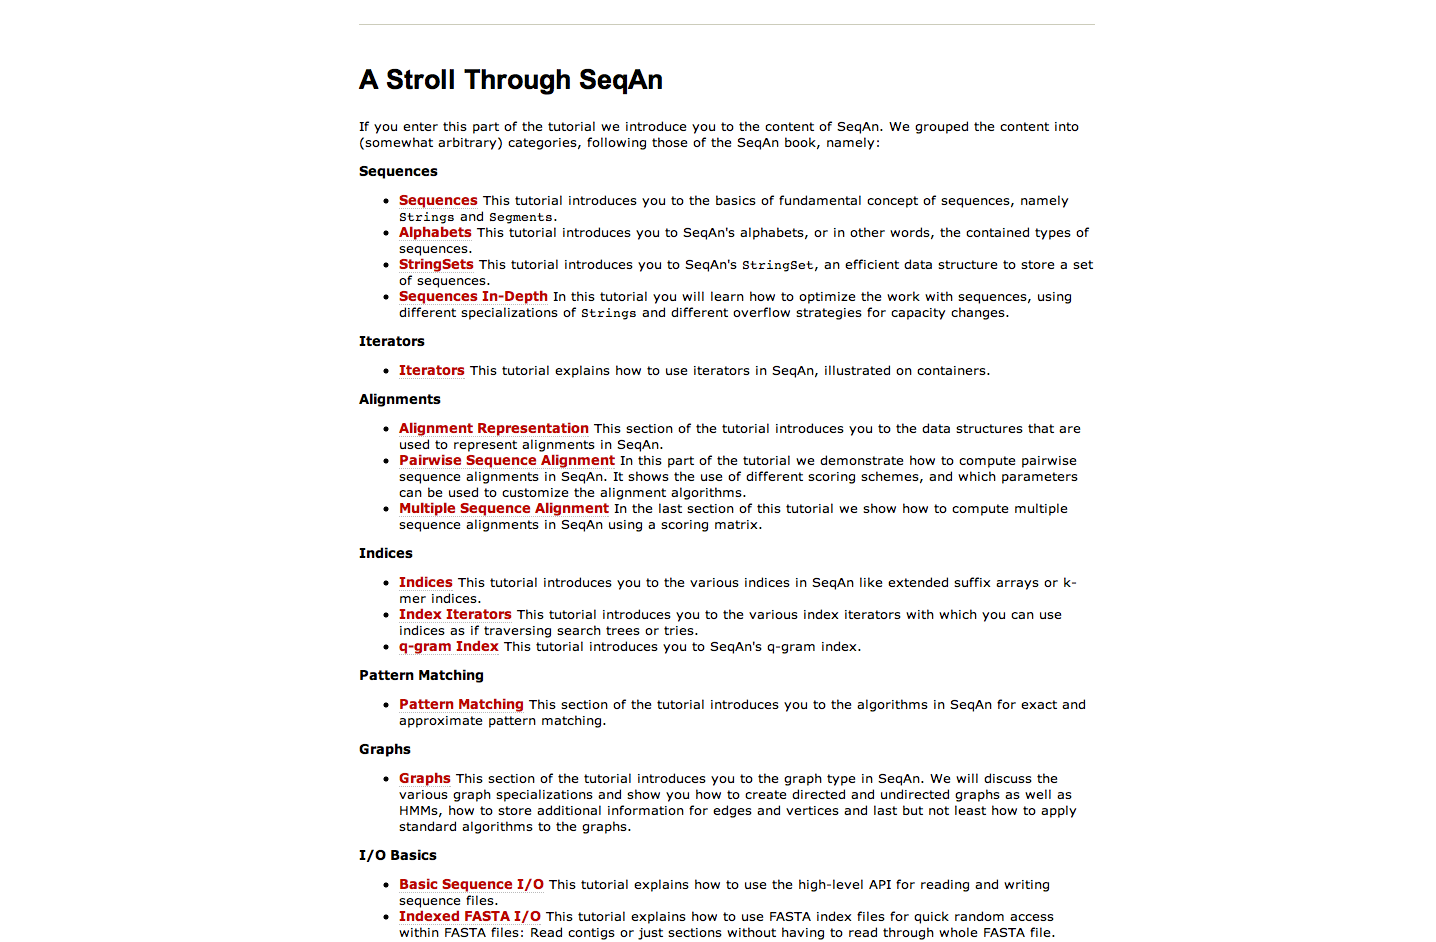 A Stroll Through SeqAn
If you enter this part of the tutorial we introduce you to the content of SeqAn. We grouped the content into
(somewhat arbitrary) categories, following those of the SeqAn book, namely:
Sequences
• Sequences This tutorial introduces you to the basics of fundamental concept of sequences, namely
Strings and Segments.
• Alphabets This tutorial introduces you to SeqAn's alphabets, or in other words, the contained types of
sequences.
• StringSets This tutorial introduces you to SeqAn's StringSet, an efficient data structure to store a set
of sequences.
• Sequences In-Depth In this tutorial you will learn how to optimize the work with sequences, using
different specializations of Strings and different overflow strategies for capacity changes.
Iterators
• Iterators This tutorial explains how to use iterators in SeqAn, illustrated on containers.
Alignments
• Alignment Representation This section of the tutorial introduces you to the data structures that are
used to represent alignments in SeqAn.
• Pairwise Sequence Alignment In this part of the tutorial we demonstrate how to compute pairwise
sequence alignments in SeqAn. It shows the use of different scoring schemes, and which parameters
can be used to customize the alignment algorithms.
• Multiple Sequence Alignment In the last section of this tutorial we show how to compute multiple
sequence alignments in SeqAn using a scoring matrix.
Indices
• Indices This tutorial introduces you to the various indices in SeqAn like extended suffix arrays or k-
mer indices.
• Index Iterators This tutorial introduces you to the various index iterators with which you can use
indices as if traversing search trees or tries.
• q-gram Index This tutorial introduces you to SeqAn's q-gram index.
Pattern Matching
• Pattern Matching This section of the tutorial introduces you to the algorithms in SeqAn for exact and
approximate pattern matching.
Graphs
• Graphs This section of the tutorial introduces you to the graph type in SeqAn. We will discuss the
various graph specializations and show you how to create directed and undirected graphs as well as
HMMs, how to store additional information for edges and vertices and last but not least how to apply
standard algorithms to the graphs.
I/O Basics
• Basic Sequence I/O This tutorial explains how to use the high-level API for reading and writing
sequence files.
• Indexed FASTA I/O This tutorial explains how to use FASTA index files for quick random access
within FASTA files: Read contigs or just sections without having to read through whole FASTA file.